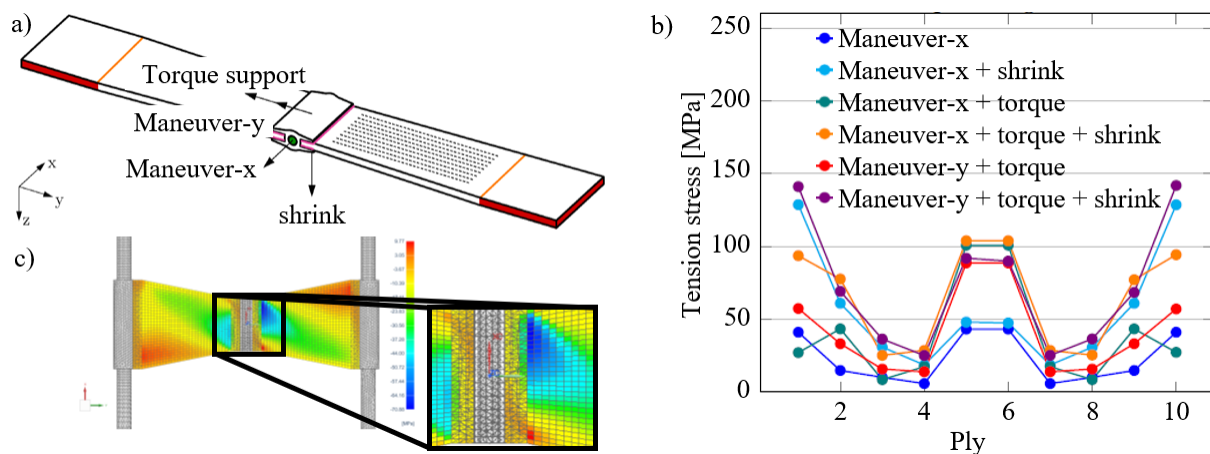 a)
Torque support
Maneuver-y
Maneuver-x
shrink
x
y
z
b)
Tension stress [MPa]
250
200
150
100
50
0
2 4 6 8 10
Ply
Maneuver-x
Maneuver-x + shrink
Maneuver-x + torque
Maneuver-x + torque + shrink
Maneuver-y + torque
Maneuver-y + torque + shrink
c)
[MPa]